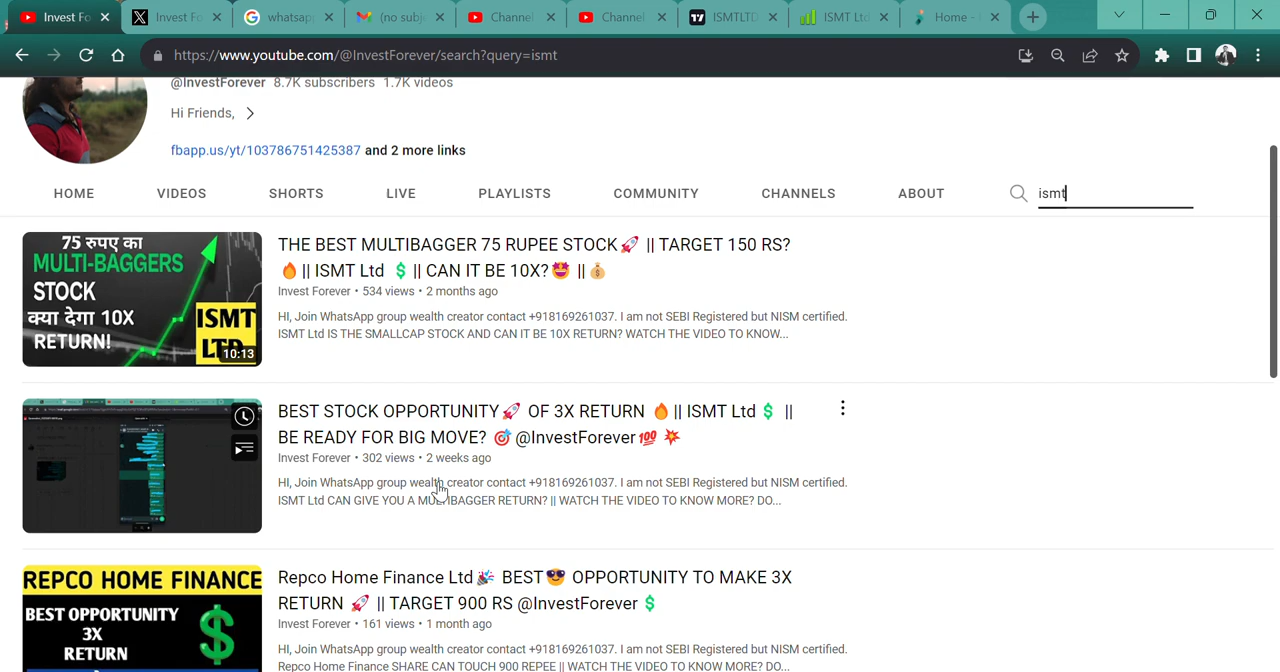 Invest Fo
Invest Fo
whatsap
(no subj
Channel
Channel
ISMTLTD
ISMT Ltd
Home -
https://www.youtube.com/@InvestForever/search?query=ismt
@InvestForever 8.7K subscribers 1.7K videos
Hi Friends,
fbapp.us/yt/103786751425387 and 2 more links
HOME VIDEOS SHORTS LIVE PLAYLISTS COMMUNITY CHANNELS ABOUT ismt
75 रुपए का
MULTI-BAGGERS
STOCK
क्या देगा 10X
RETURN!
ISMT
LTD
10:13
THE BEST MULTIBAGGER 75 RUPEE STOCK🚀 || TARGET 150 RS?
🔥|| ISMT Ltd 💲 || CAN IT BE 10X?🤩 ||💰
Invest Forever • 534 views • 2 months ago
HI, Join WhatsApp group wealth creator contact +918169261037. I am not SEBI Registered but NISM certified.
ISMT Ltd IS THE SMALLCAP STOCK AND CAN IT BE 10X RETURN? WATCH THE VIDEO TO KNOW...
BEST STOCK OPPORTUNITY🚀 OF 3X RETURN 🔥|| ISMT Ltd 💲 ||
BE READY FOR BIG MOVE? 🎯 @InvestForever💯 💥
Invest Forever • 302 views • 2 weeks ago
HI, Join WhatsApp group wealth creator contact +918169261037. I am not SEBI Registered but NISM certified.
ISMT Ltd CAN GIVE YOU A MULTIBAGGER RETURN? || WATCH THE VIDEO TO KNOW MORE? DO...
REPCO HOME FINANCE
BEST OPPORTUNITY
3X
RETURN
Repco Home Finance Ltd🎉 BEST😎 OPPORTUNITY TO MAKE 3X
RETURN 🚀 || TARGET 900 RS @InvestForever 💲
Invest Forever • 161 views • 1 month ago
HI, Join WhatsApp group wealth creator contact +918169261037. I am not SEBI Registered but NISM certified.
Repco Home Finance SHARE CAN TOUCH 900 REPEE || WATCH THE VIDEO TO KNOW MORE? DO...